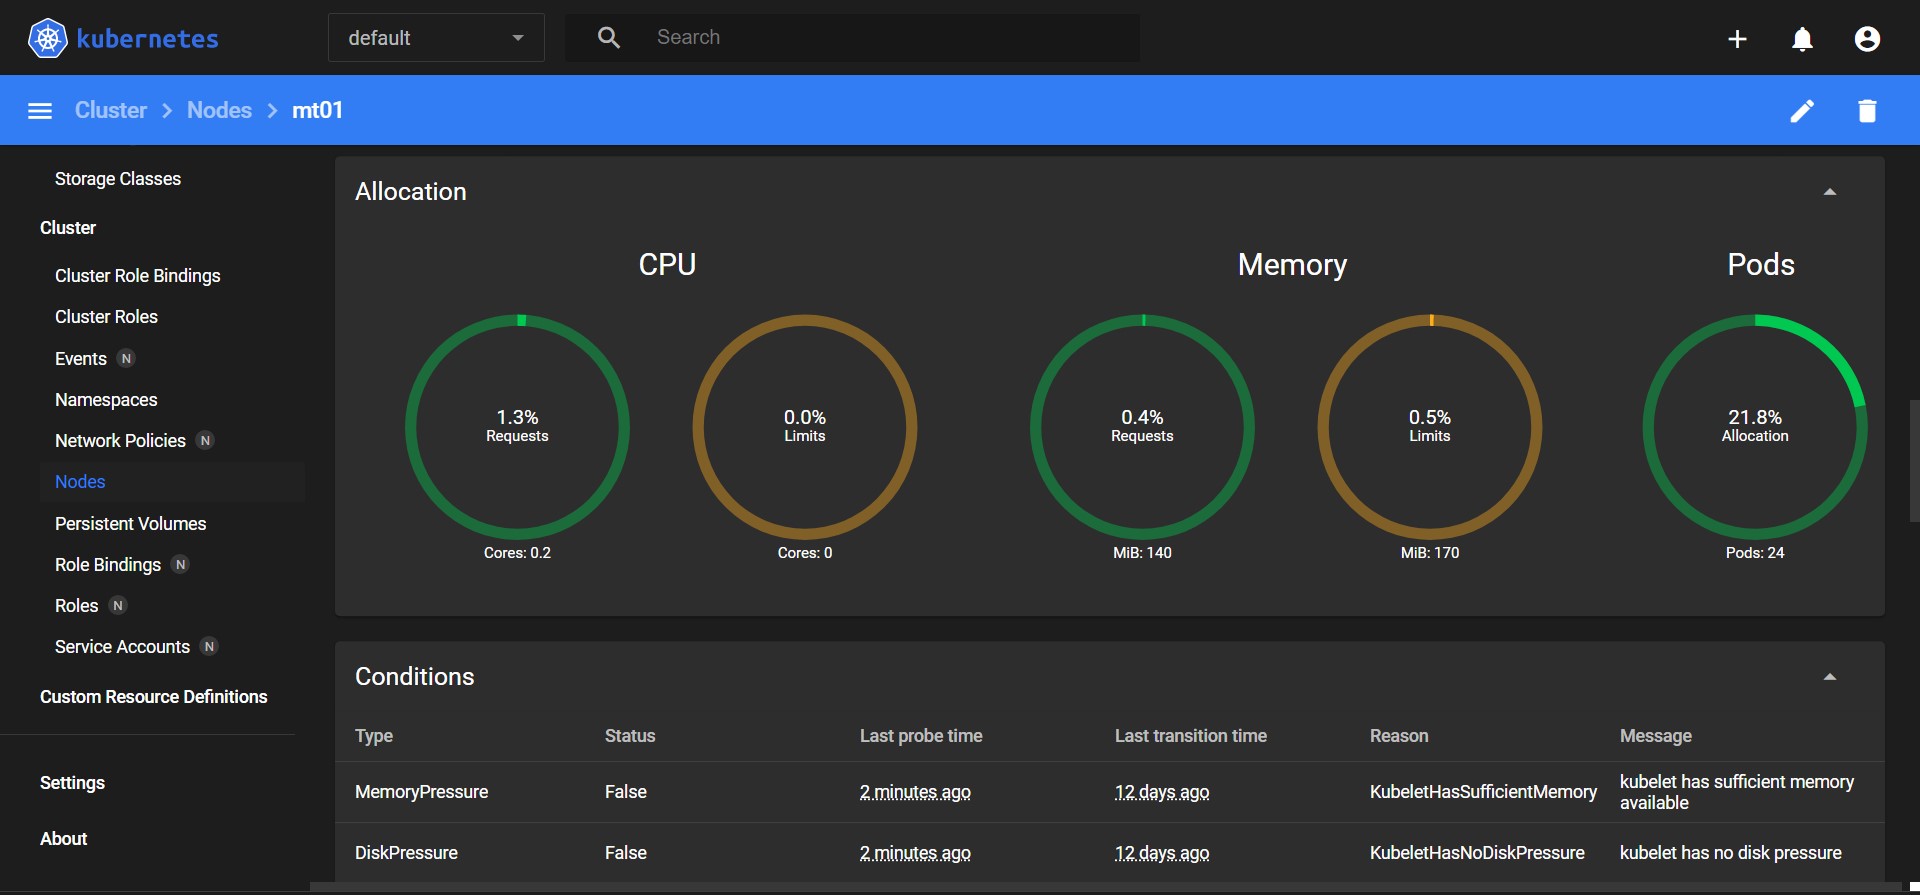 kubernetes
default
Search
Cluster > Nodes > mt01
Storage Classes
Cluster
Cluster Role Bindings
Cluster Roles
Events N
Namespaces
Network Policies N
Nodes
Persistent Volumes
Role Bindings N
Roles N
Service Accounts N
Custom Resource Definitions
Settings
About
Allocation
CPU
1.3%
Requests
Cores: 0.2
0.0%
Limits
Cores: 0
Memory
0.4%
Requests
MiB: 140
0.5%
Limits
MiB: 170
Pods
21.8%
Allocation
Pods: 24
Conditions
Type Status Last probe time Last transition time Reason Message
MemoryPressure False 2 minutes ago 12 days ago KubeletHasSufficientMemory kubelet has sufficient memory
available
DiskPressure False 2 minutes ago 12 days ago KubeletHasNoDiskPressure kubelet has no disk pressure